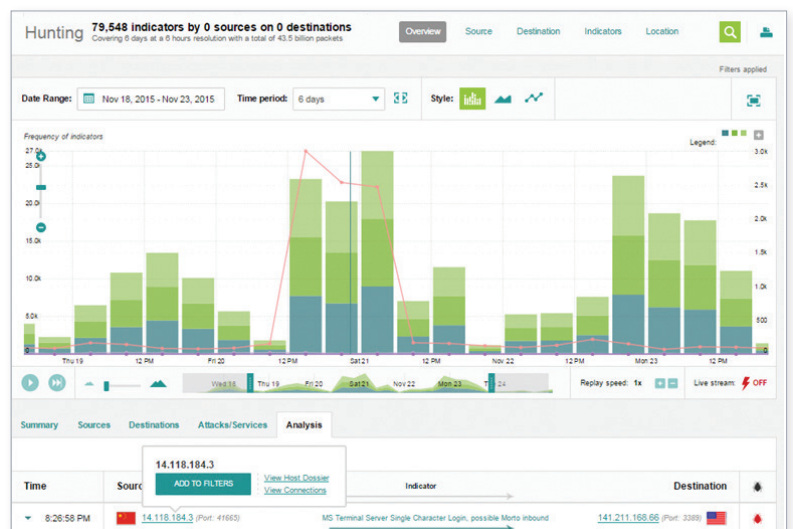 Hunting 79,548 indicators by 0 sources on 0 destinations
Covering 6 days at a 6 hours resolution with a total of 43.5 billion packets
Overview Source Destination Indicators Location
Filters applied
Date Range: Nov 18, 2015 - Nov 23, 2015 Time period: 6 days Style:
Frequency of indicators
Legend:
27.0k 3.0k
25.0k
2.5k
20.0k
2.0k
15.0k
1.5k
10.0k
1.0k
5.0k
500
0 0
Thu 19 12 PM Fri 20 12 PM Sat 21 12 PM Nov 22 12 PM Mon 23 12 PM
Wed 18 Thu 19 Fri 20 Sat 21 Nov 22 Mon 23 24 Replay speed: 1x Live stream: OFF
Summary Sources Destinations Attacks/Services Analysis
14.118.184.3
ADD TO FILTERS View Host Dossier
View Connections
Time Indicator Destination
8:26:58 PM 14.118.184.3 (Port: 41665) MS Terminal Server Single Character Login, possible Morto inbound 141.211.168.66 (Port: 3389)